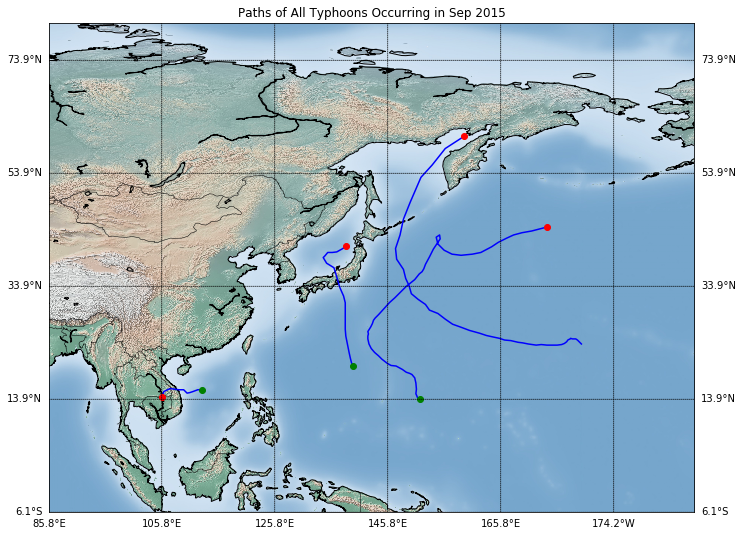 Paths of All Typhoons Occurring in Sep 2015
73.9°N 73.9°N
53.9°N 53.9°N
33.9°N 33.9°N
13.9°N 13.9°N
6.1°S 6.1°S
85.8°E 105.8°E 125.8°E 145.8°E 165.8°E 174.2°W